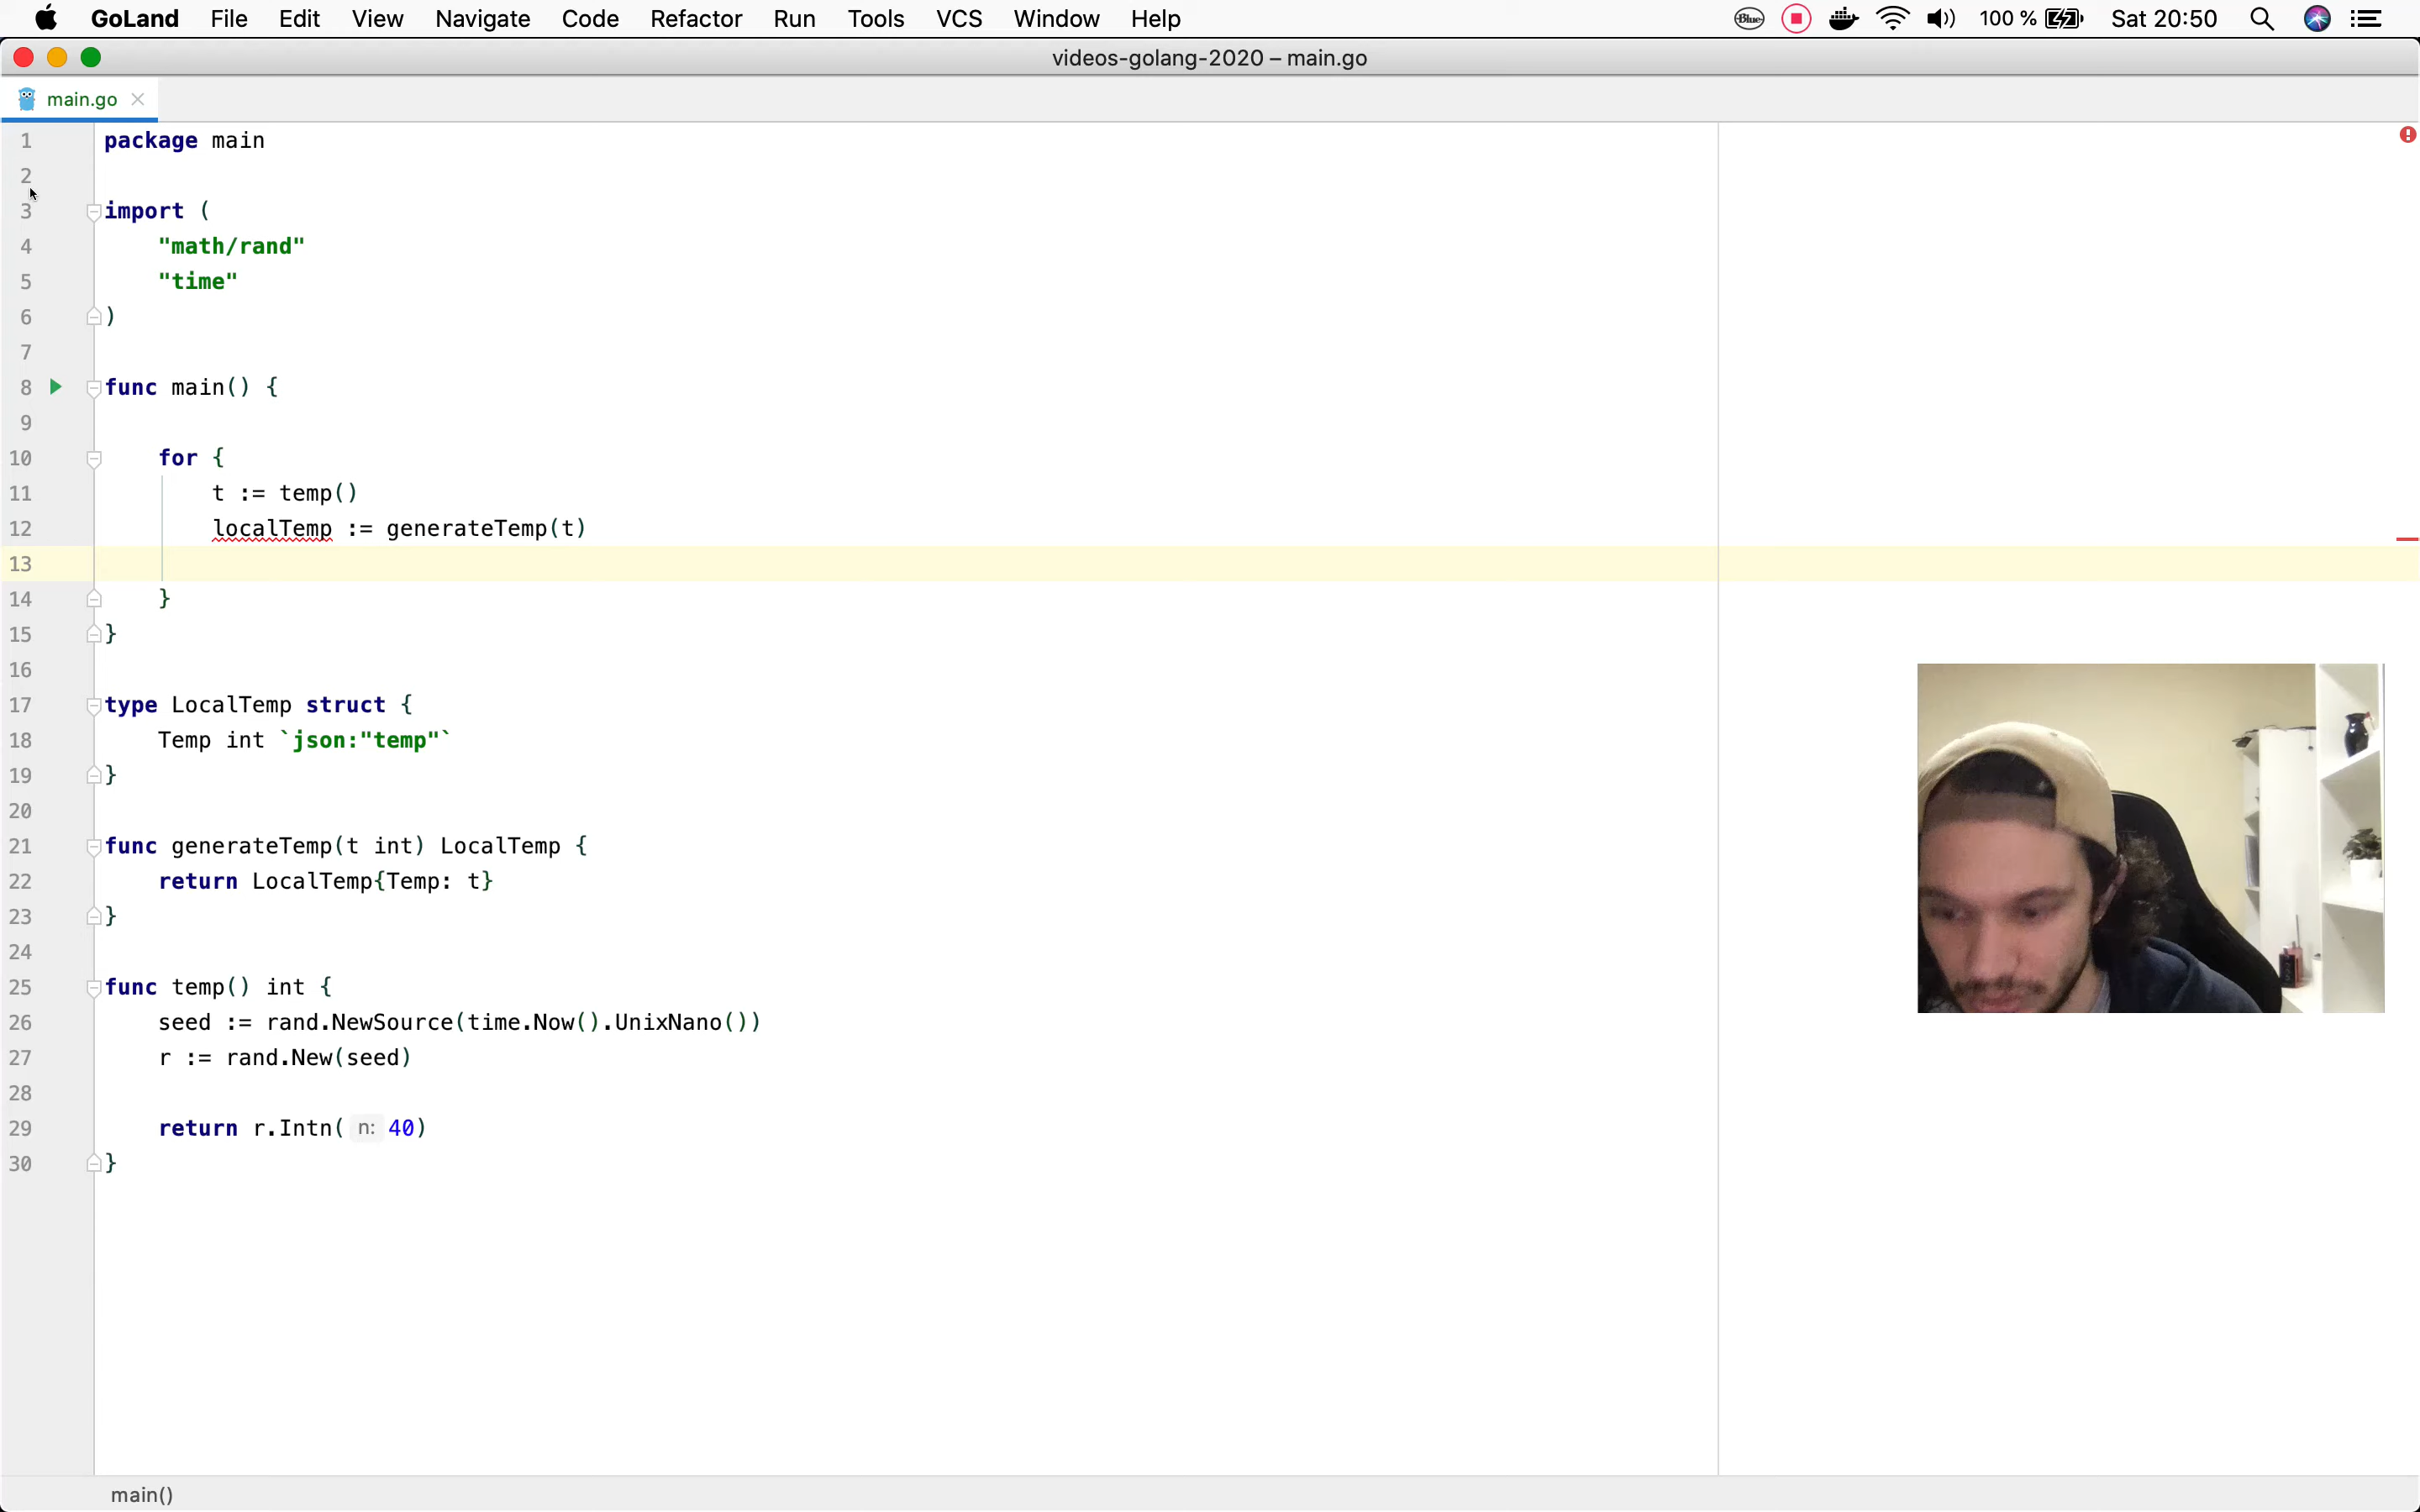 GoLand File Edit View Navigate Code Refactor Run Tools VCS Window Help Blue 100 % Sat 20:50
videos-golang-2020 – main.go
main.go
1 package main
2
3 import (
4 "math/rand"
5 "time"
6 )
7
8 func main() {
9
10 for {
11 t := temp()
12 localTemp := generateTemp(t)
13
14 }
15 }
16
17 type LocalTemp struct {
18 Temp int `json:"temp"`
19 }
20
21 func generateTemp(t int) LocalTemp {
22 return LocalTemp{Temp: t}
23 }
24
25 func temp() int {
26 seed := rand.NewSource(time.Now().UnixNano())
27 r := rand.New(seed)
28
29 return r.Intn( n: 40)
30 }
main()